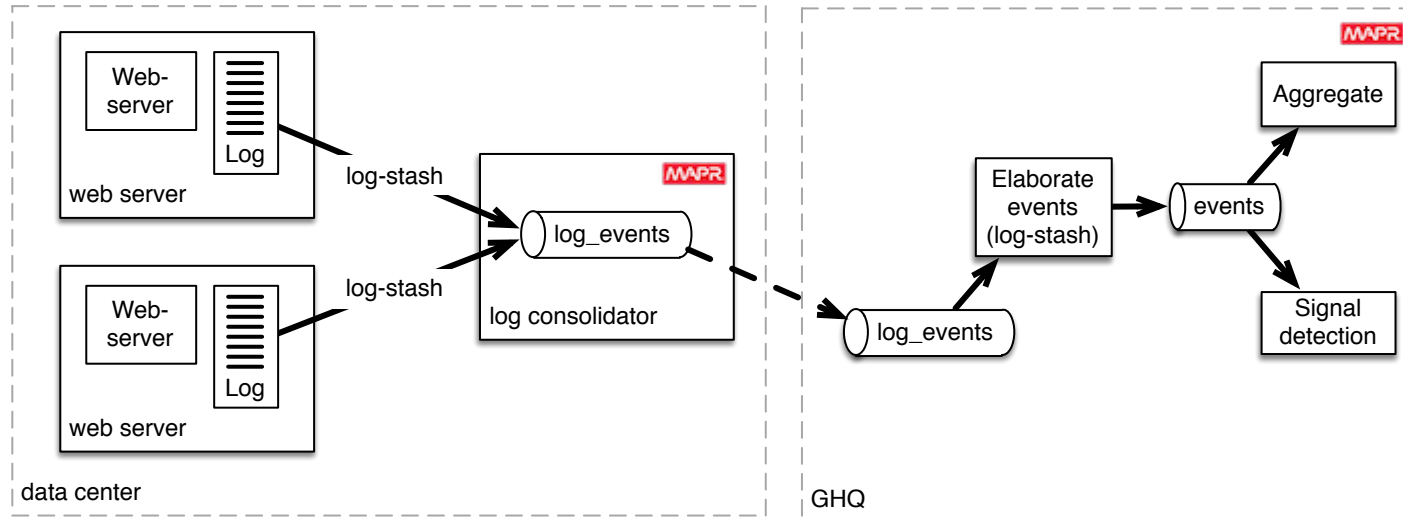 Web-
server
Log
web server
log-stash
Web-
server
Log
web server
log-stash
MAPR
log_events
log consolidator
data center
MAPR
log_events
Elaborate
events
(log-stash)
events
Aggregate
Signal
detection
GHQ